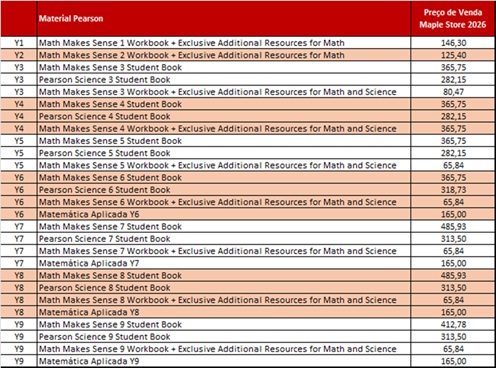 Material Pearson
Preço de Venda
Maple Store 2026
Y1 Math Makes Sense 1 Workbook + Exclusive Additional Resources for Math 146,30
Y2 Math Makes Sense 2 Workbook + Exclusive Additional Resources for Math 125,40
Y3 Math Makes Sense 3 Student Book 365,75
Y3 Pearson Science 3 Student Book 282,15
Y3 Math Makes Sense 3 Workbook + Exclusive Additional Resources for Math and Science 80,47
Y4 Math Makes Sense 4 Student Book 365,75
Y4 Pearson Science 4 Student Book 282,15
Y4 Math Makes Sense 4 Workbook + Exclusive Additional Resources for Math and Science 365,75
Y5 Math Makes Sense 5 Student Book 365,75
Y5 Pearson Science 5 Student Book 282,15
Y5 Math Makes Sense 5 Workbook + Exclusive Additional Resources for Math and Science 65,84
Y6 Math Makes Sense 6 Student Book 365,75
Y6 Pearson Science 6 Student Book 318,73
Y6 Math Makes Sense 6 Workbook + Exclusive Additional Resources for Math and Science 65,84
Y6 Matemática Aplicada Y6 165,00
Y7 Math Makes Sense 7 Student Book 485,93
Y7 Pearson Science 7 Student Book 313,50
Y7 Math Makes Sense 7 Workbook + Exclusive Additional Resources for Math and Science 65,84
Y7 Matemática Aplicada Y7 165,00
Y8 Math Makes Sense 8 Student Book 485,93
Y8 Pearson Science 8 Student Book 313,50
Y8 Math Makes Sense 8 Workbook + Exclusive Additional Resources for Math and Science 65,84
Y8 Matemática Aplicada Y8 165,00
Y9 Math Makes Sense 9 Student Book 412,78
Y9 Pearson Science 9 Student Book 313,50
Y9 Math Makes Sense 9 Workbook + Exclusive Additional Resources for Math and Science 65,84
Y9 Matemática Aplicada Y9 165,00